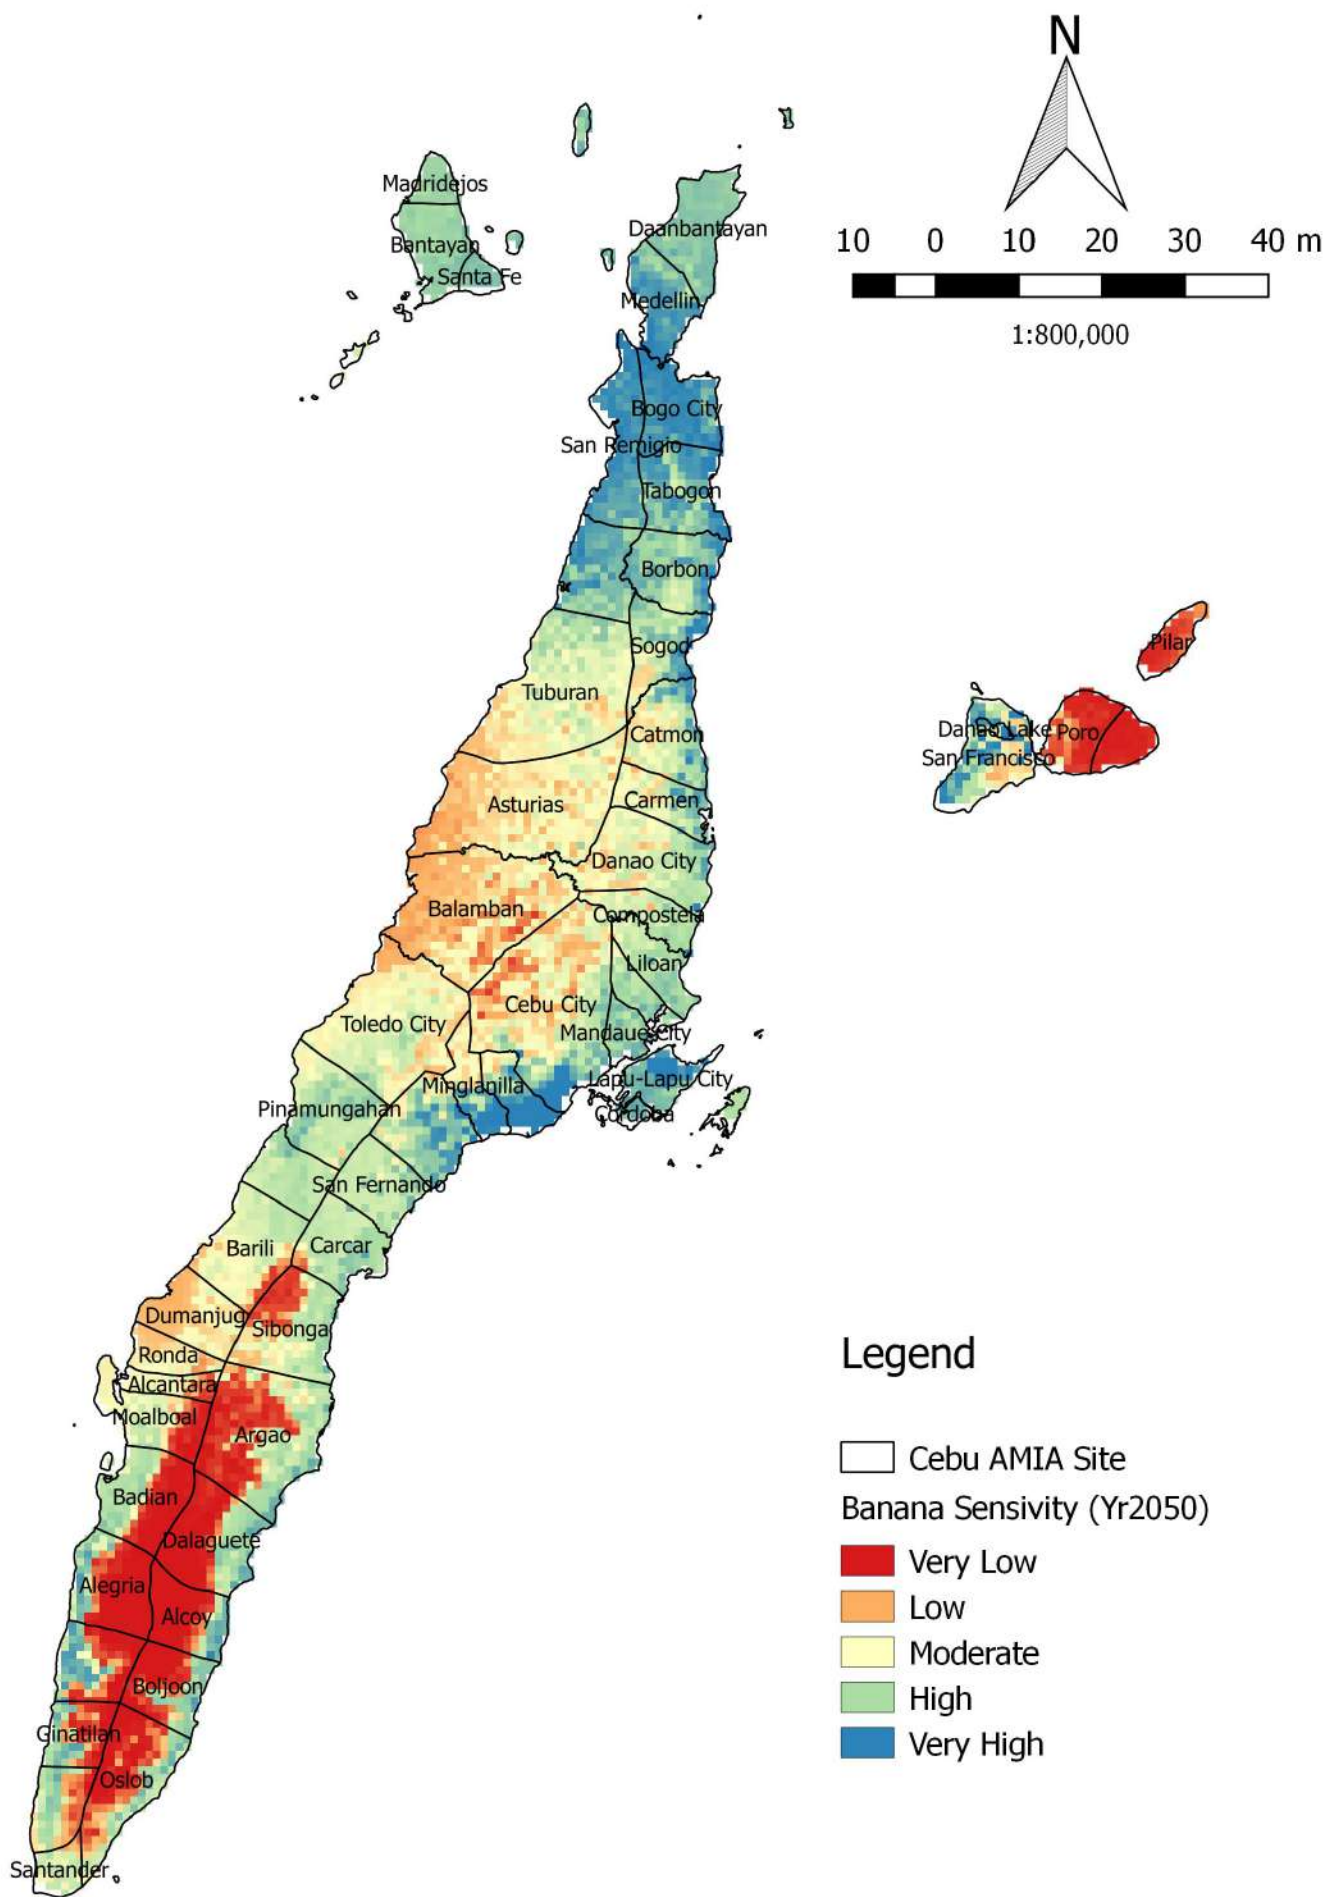 N
Madridejos
Bantayan
Santa Fe
Daanbantayan
Medellin
10 0 10 20 30 40 m
1:800,000
Bogo City
San Remigio
Tabogon
Borbon
Sogod
Pilar
Tuburan
Catmon
Danao Lake
Poro
San Francisco
Asturias
Carmen
Danao City
Balamban
Compostela
Liloan
Cebu City
Toledo City
Mandaue City
Minglanilla
Lapu-Lapu City
Pinamungahan
Cordoba
San Fernando
Barili
Carcar
Dumanjug
Sibonga
Ronda
Alcantara
Moalboal
Argao
Badian
Dalaguete
Alegria
Alcoy
Boljoon
Ginatilan
Oslob
Santander
Legend
Cebu AMIA Site
Banana Sensivity (Yr2050)
Very Low
Low
Moderate
High
Very High